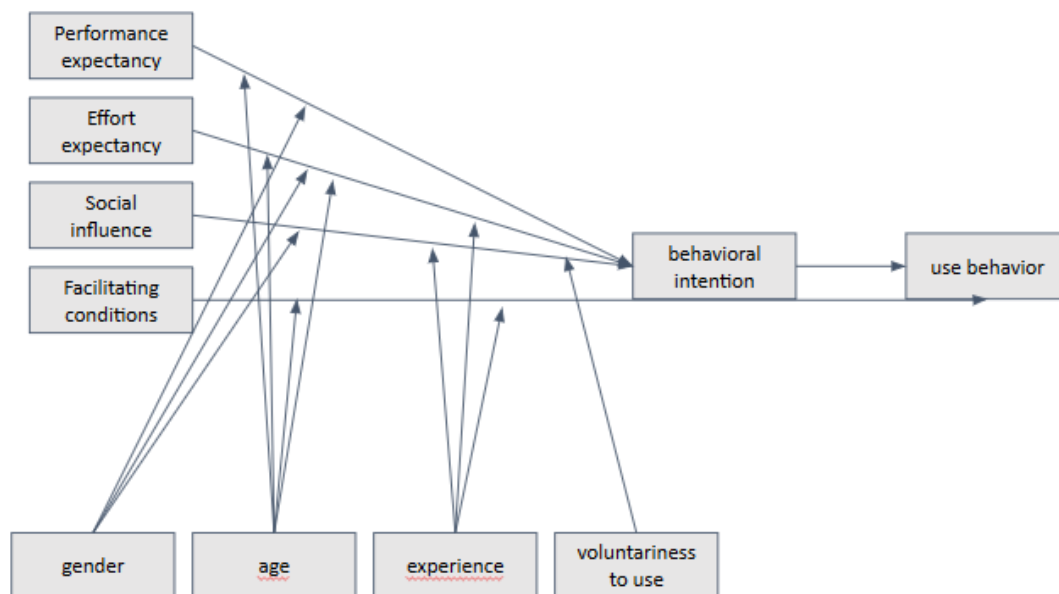 Performance
expectancy
Effort
expectancy
Social
influence
Facilitating
conditions
behavioral
intention
use behavior
gender
age
experience
voluntariness
to use